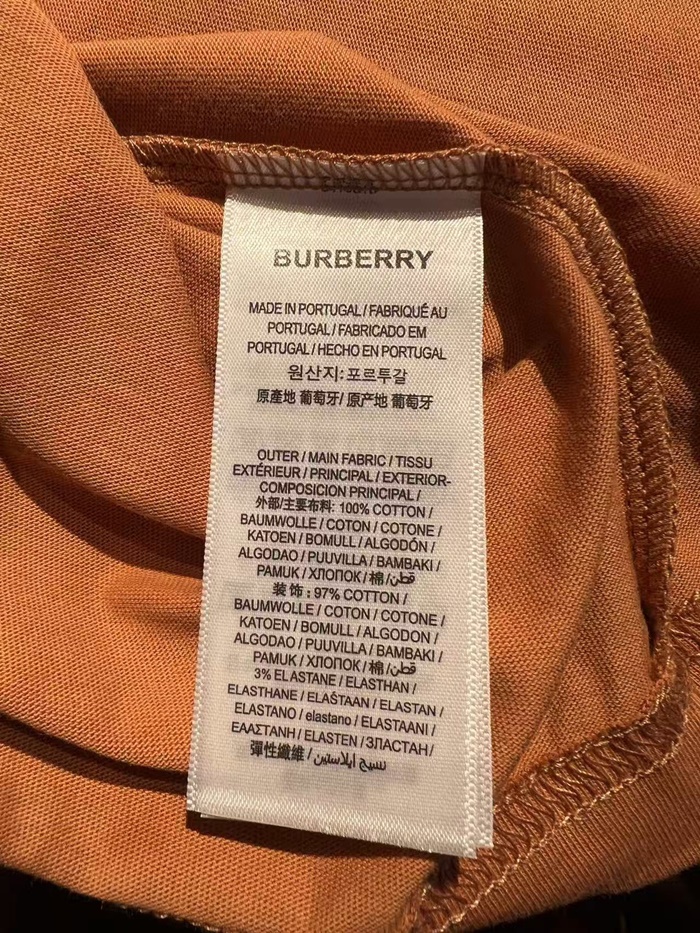 BURBERRY
MADE IN PORTUGAL / FABRIQUÉ AU
PORTUGAL / FABRICADO EM
PORTUGAL / HECHO EN PORTUGAL
원산지: 포르투갈
原產地 葡萄牙/ 原产地 葡萄牙
OUTER / MAIN FABRIC / TISSU
EXTÉRIEUR / PRINCIPAL / EXTERIOR-
COMPOSICION PRINCIPAL /
外部/主要布料: 100% COTTON /
BAUMWOLLE / COTON / COTONE /
KATOEN / BOMULL / ALGODÓN /
ALGODAO / PUUVILLA / BAMBAKI /
PAMUK / ХЛОПОК / 棉 / قطن
装饰 : 97% COTTON /
BAUMWOLLE / COTON / COTONE /
KATOEN / BOMULL / ALGODON /
ALGODAO / PUUVILLA / BAMBAKI /
PAMUK / ХЛОПОК / 棉 / قطن
3% ELASTANE / ELASTHAN /
ELASTHANE / ELAŠTAAN / ELASTAN /
ELASTANO / elastano / ELASTAANI /
ΕΛΑΣΤΑΝΗ / ELASTEN / ЭЛАСТАН /
彈性纖維 / نسيج ايلاستين